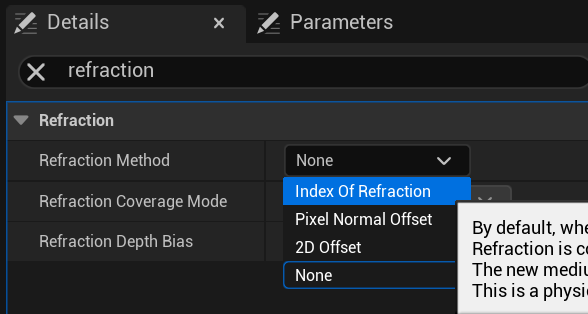 Details
Parameters
refraction
Refraction
Refraction Method
None
Index Of Refraction
Refraction Coverage Mode
Pixel Normal Offset
Refraction Depth Bias
2D Offset
None
By default, whe
Refraction is co
The new mediu
This is a physi